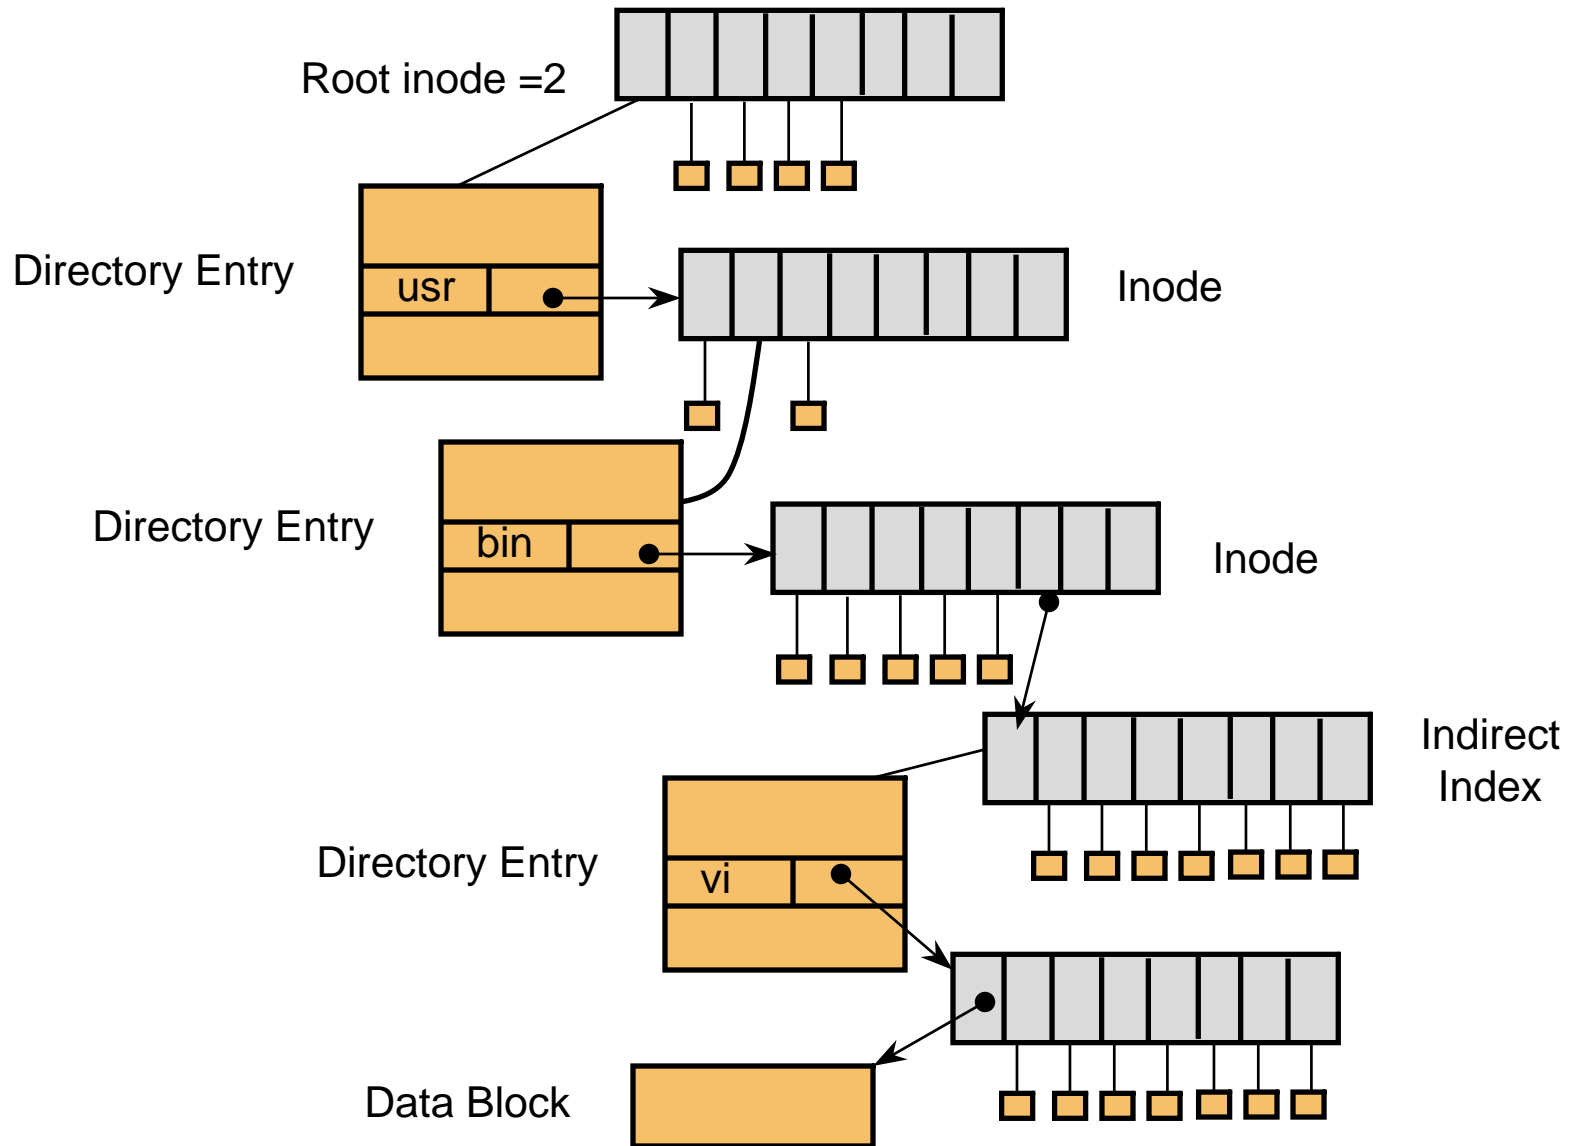 Root inode =2
Directory Entry
usr
Inode
Directory Entry
bin
Inode
Indirect
Index
Directory Entry
vi
Data Block